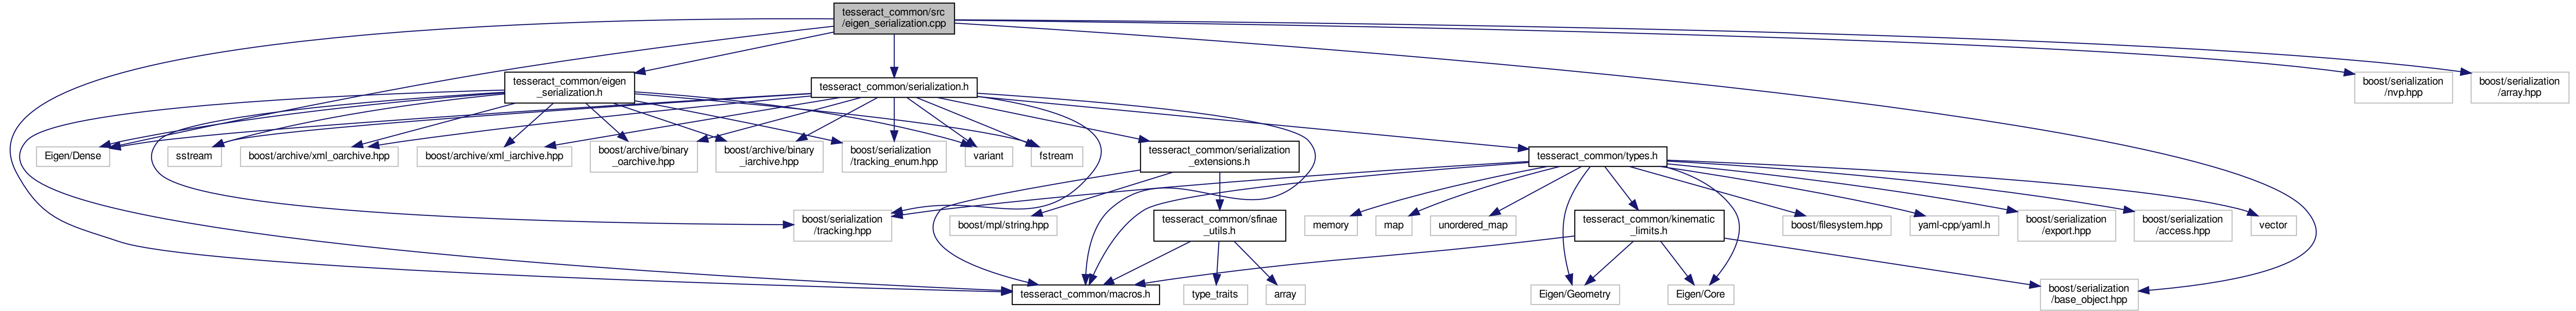 tesseract_common/src
/eigen_serialization.cpp
tesseract_common/eigen
_serialization.h
tesseract_common/serialization.h
boost/serialization
/nvp.hpp
boost/serialization
/array.hpp
Eigen/Dense
sstream
boost/archive/xml_oarchive.hpp
boost/archive/xml_iarchive.hpp
boost/archive/binary
_oarchive.hpp
boost/archive/binary
_iarchive.hpp
boost/serialization
/tracking_enum.hpp
variant
fstream
tesseract_common/serialization
_extensions.h
tesseract_common/types.h
boost/serialization
/tracking.hpp
boost/mpl/string.hpp
tesseract_common/sfinae
_utils.h
memory
map
unordered_map
tesseract_common/kinematic
_limits.h
boost/filesystem.hpp
yaml-cpp/yaml.h
boost/serialization
/export.hpp
boost/serialization
/access.hpp
vector
tesseract_common/macros.h
type_traits
array
Eigen/Geometry
Eigen/Core
boost/serialization
/base_object.hpp